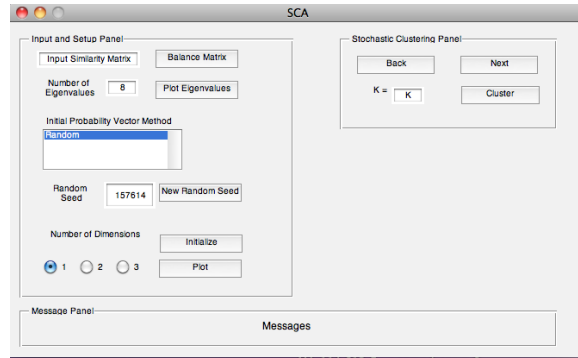 SCA
Input and Setup Panel
Input Similarity Matrix
Balance Matrix
Number of
Eigenvalues
8
Plot Eigenvalues
Initial Probability Vector Method
Random
Random
Seed
157614
New Random Seed
Number of Dimensions
Initialize
1
2
3
Plot
Stochastic Clustering Panel
Back
Next
K =
K
Cluster
Message Panel
Messages